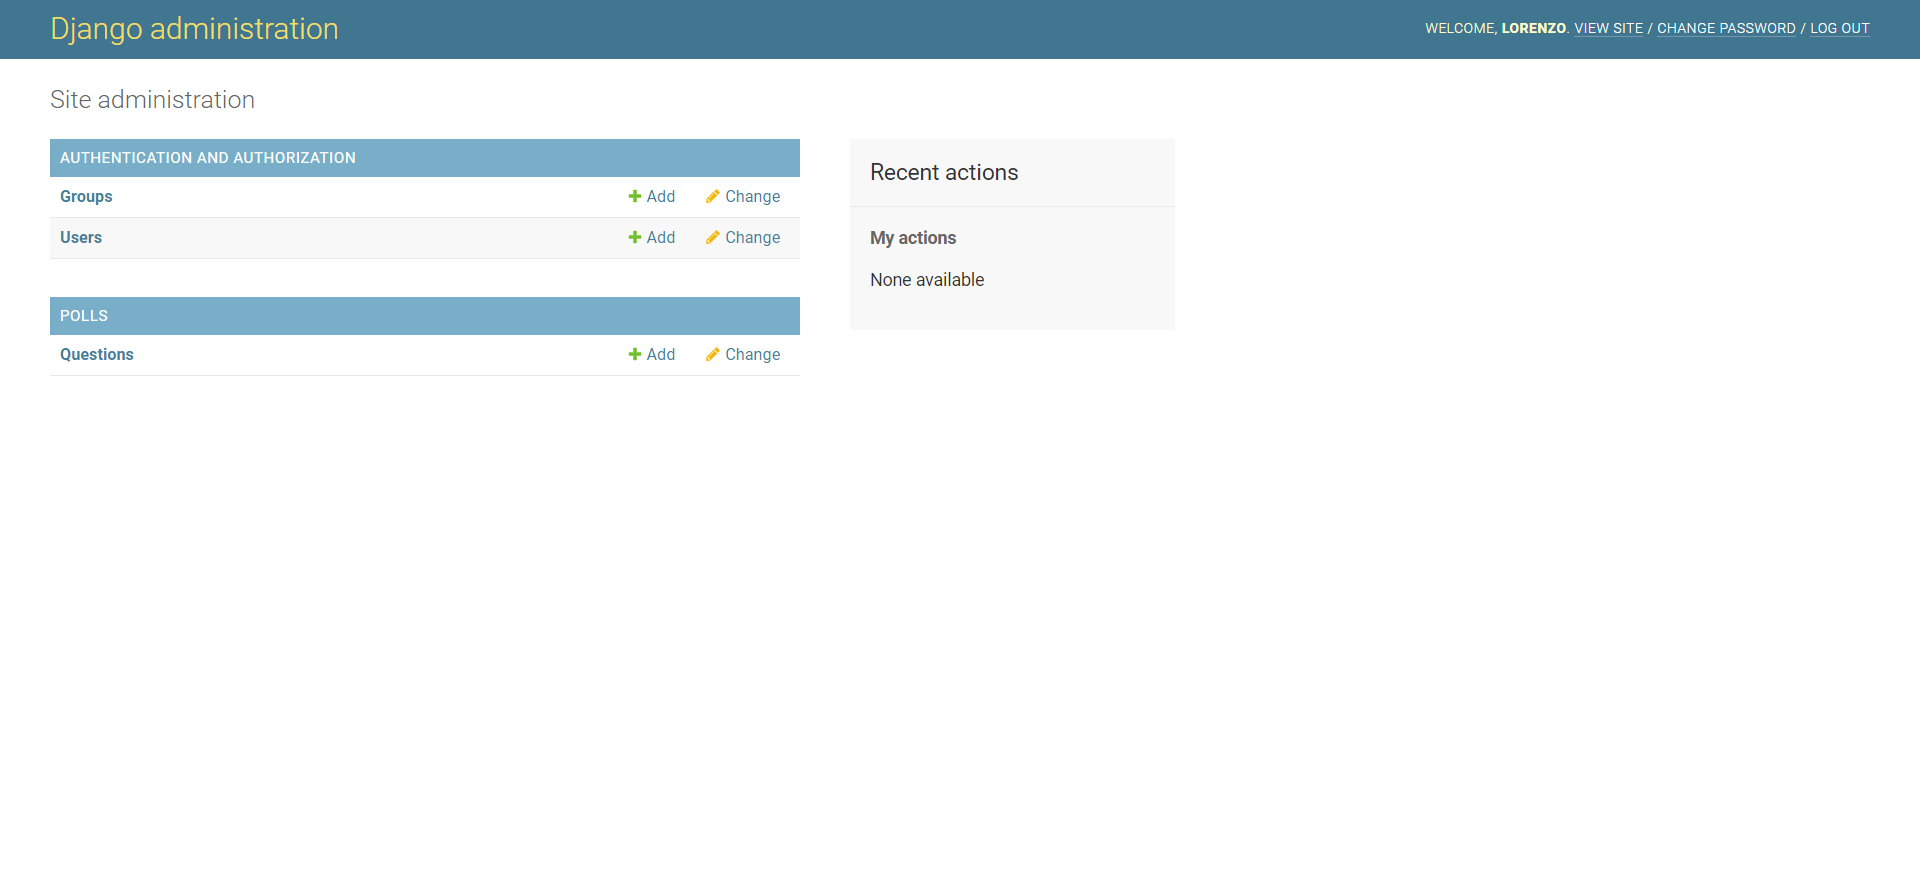 Django administration
WELCOME, LORENZO. VIEW SITE / CHANGE PASSWORD / LOG OUT
Site administration
AUTHENTICATION AND AUTHORIZATION
Groups Add Change
Users Add Change
POLLS
Questions Add Change
Recent actions
My actions
None available